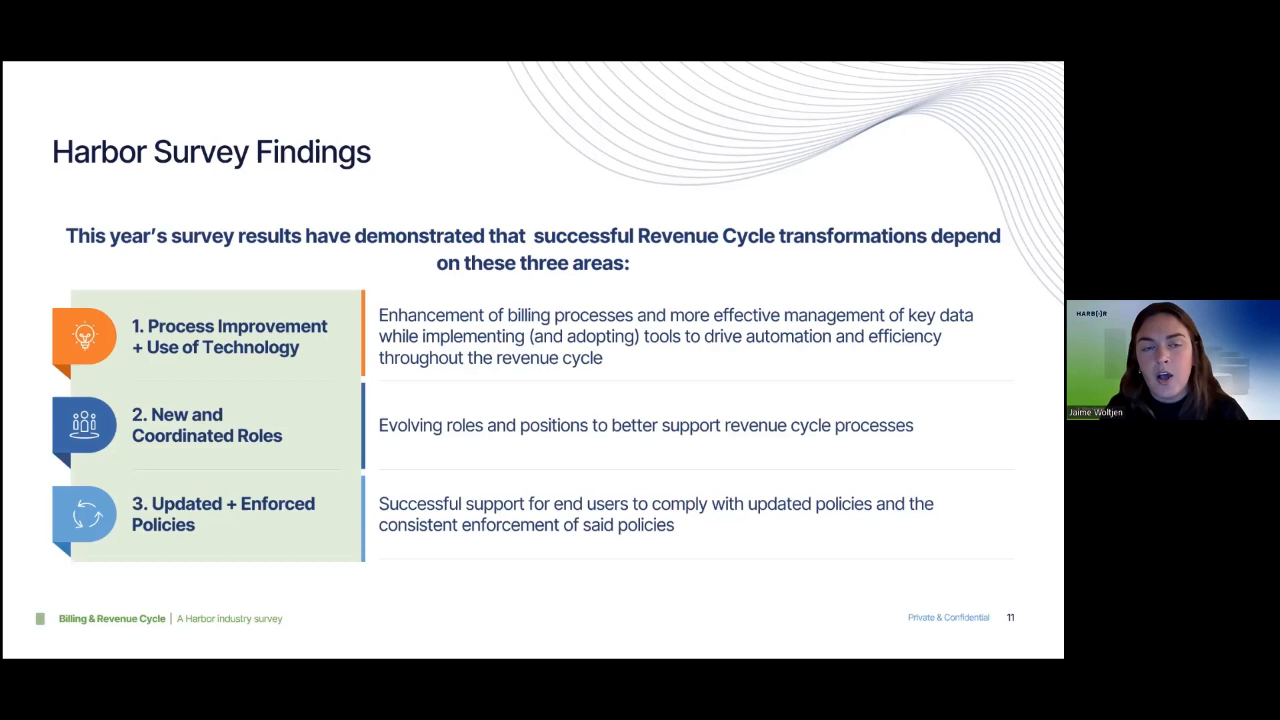 Harbor Survey Findings
This year's survey results have demonstrated that successful Revenue Cycle transformations depend
on these three areas:
1. Process Improvement
+ Use of Technology
Enhancement of billing processes and more effective management of key data
while implementing (and adopting) tools to drive automation and efficiency
throughout the revenue cycle
2. New and
Coordinated Roles
Evolving roles and positions to better support revenue cycle processes
3. Updated + Enforced
Policies
Successful support for end users to comply with updated policies and the
consistent enforcement of said policies
Billing & Revenue Cycle | A Harbor industry survey
Private & Confidential 11
HARB(·)R
Jaime Woltjen